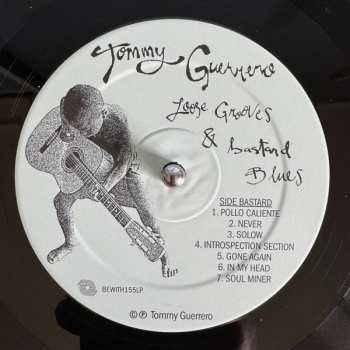 Tommy Guerrero
Loose Grooves
& bastard
Blues
SIDE BASTARD
1. POLLO CALIENTE
2. NEVER
3. SOLOW
4. INTROSPECTION SECTION
5. GONE AGAIN
6. IN MY HEAD
7. SOUL MINER
BEWITH155LP
© ℗ Tommy Guerrero